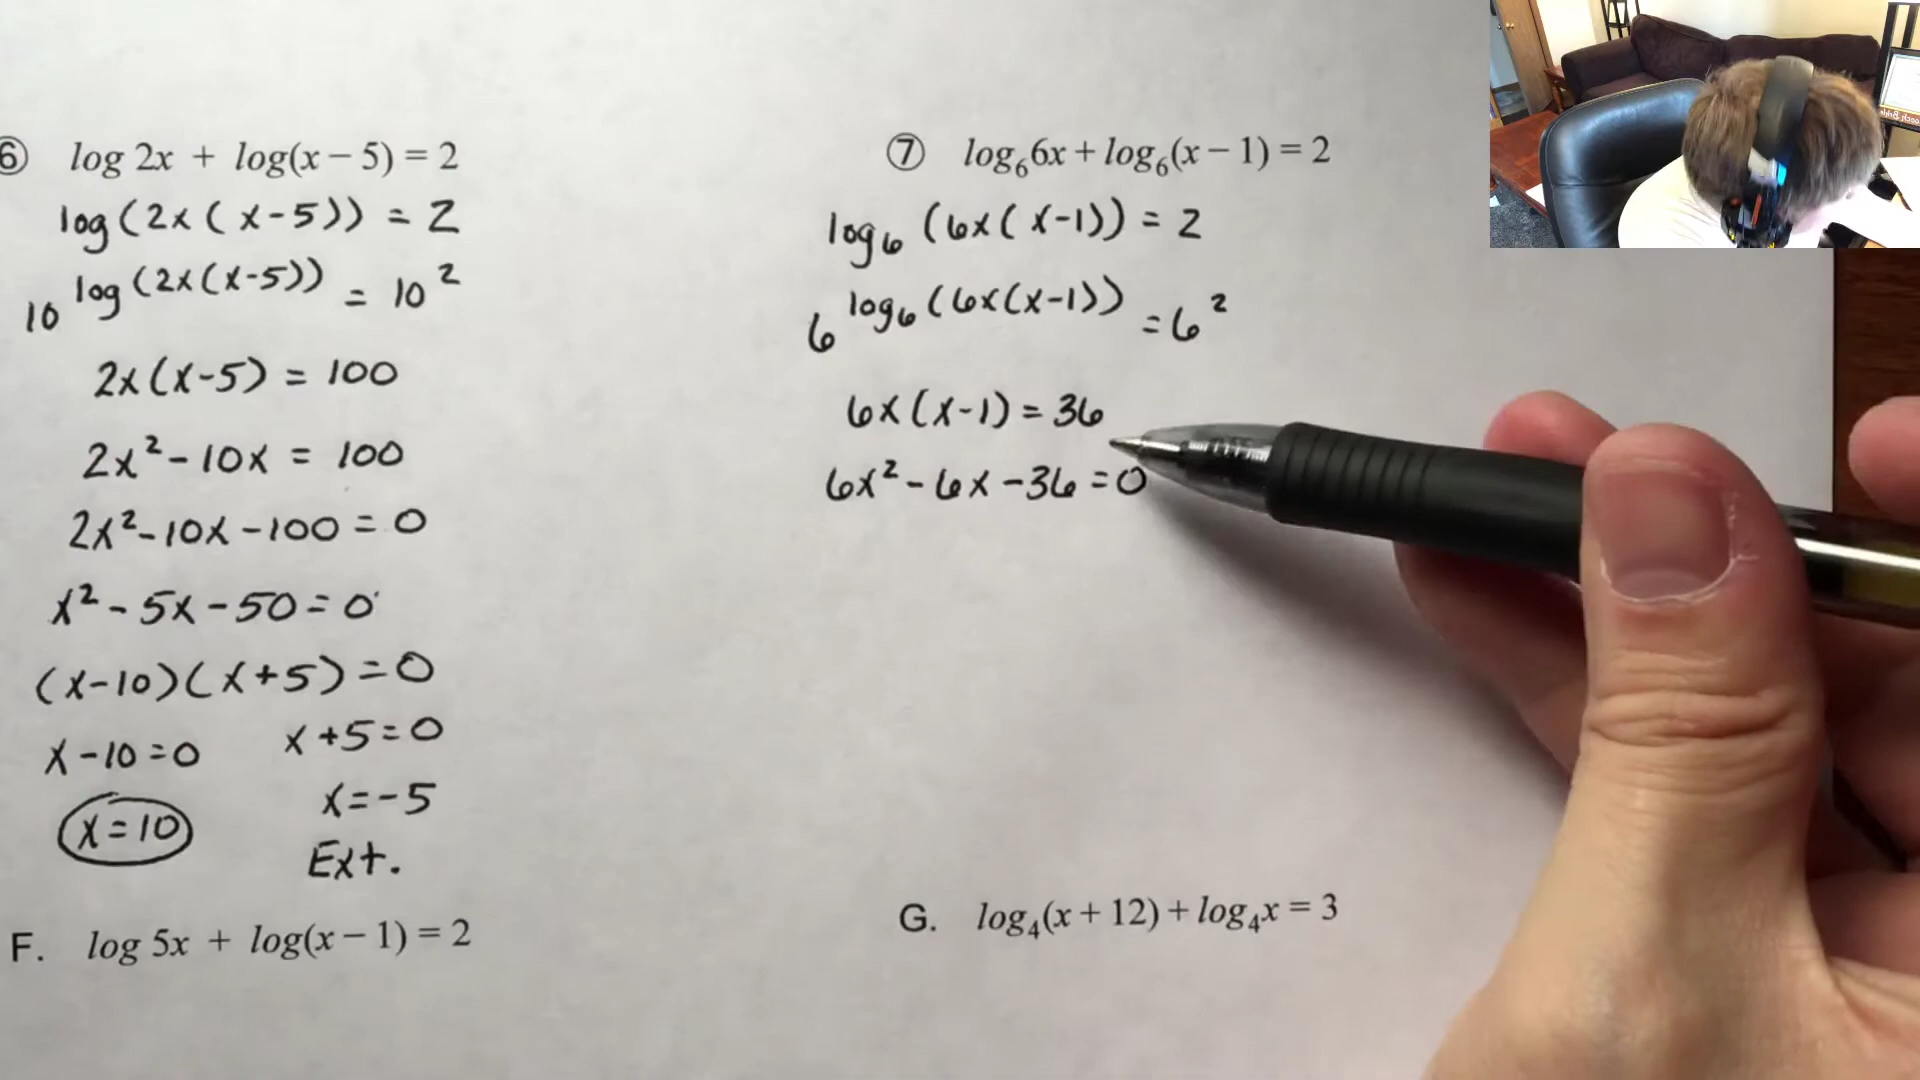 ⑥ log 2x + log(x − 5) = 2
log(2x(x-5)) = 2
10^log(2x(x-5)) = 10^2
2x(x-5) = 100
2x² - 10x = 100
2x² - 10x - 100 = 0
x² - 5x - 50 = 0
(x-10)(x+5) = 0
x - 10 = 0 x + 5 = 0
x = 10 x = -5
Ext.
F. log 5x + log(x − 1) = 2
⑦ log₆6x + log₆(x − 1) = 2
log₆(6x(x-1)) = 2
6^log₆(6x(x-1)) = 6^2
6x(x-1) = 36
6x² - 6x - 36 = 0
G. log₄(x + 12) + log₄x = 3